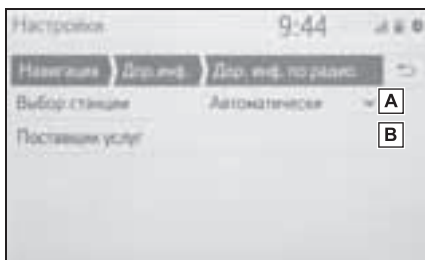 Настройки 9:44
Навигация Дор.инф. Дор. инф. по радио
Выбор станции Автоматически A
Поставщик услуг B